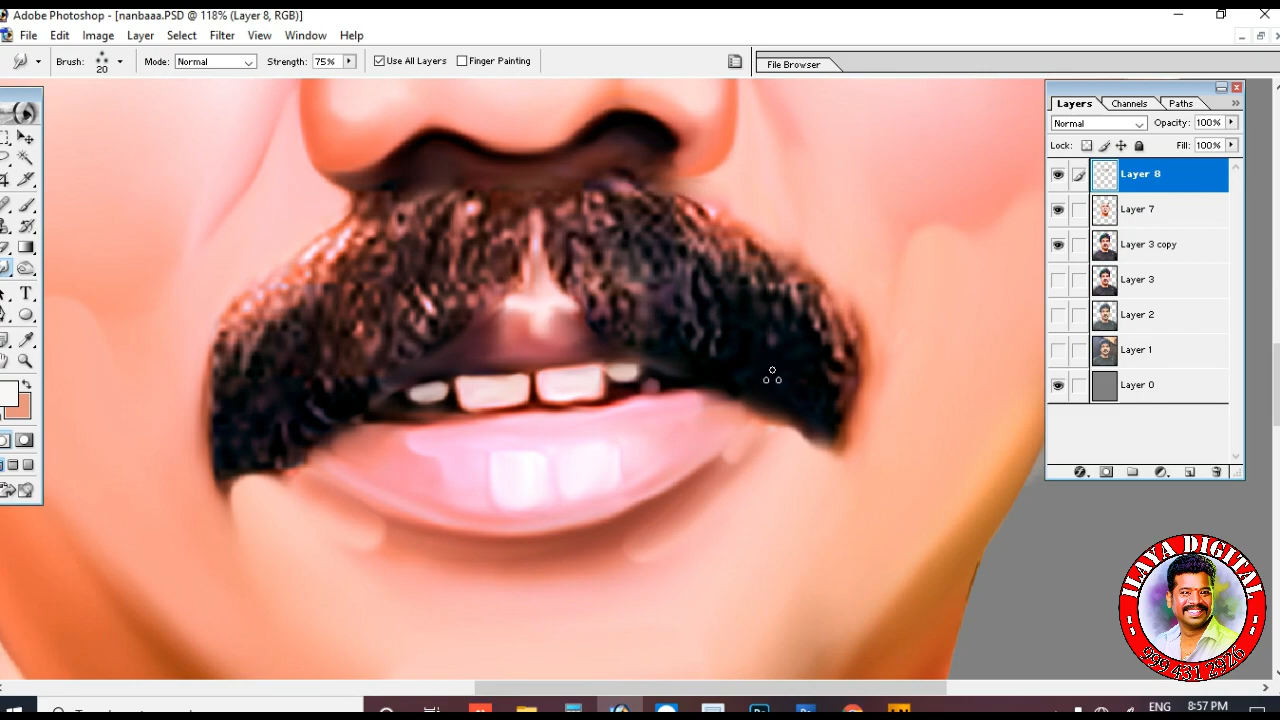 Adobe Photoshop - [nanbaaa.PSD @ 118% (Layer 8, RGB)]
File Edit Image Layer Select Filter View Window Help
Brush: 20 Mode: Normal Strength: 75% Use All Layers Finger Painting File Browser
Layers Channels Paths
Normal Opacity: 100%
Lock: Fill: 100%
Layer 8
Layer 7
Layer 3 copy
Layer 3
Layer 2
Layer 1
Layer 0
ILAYA DIGITAL
999 431 2926
ENG 8:57 PM